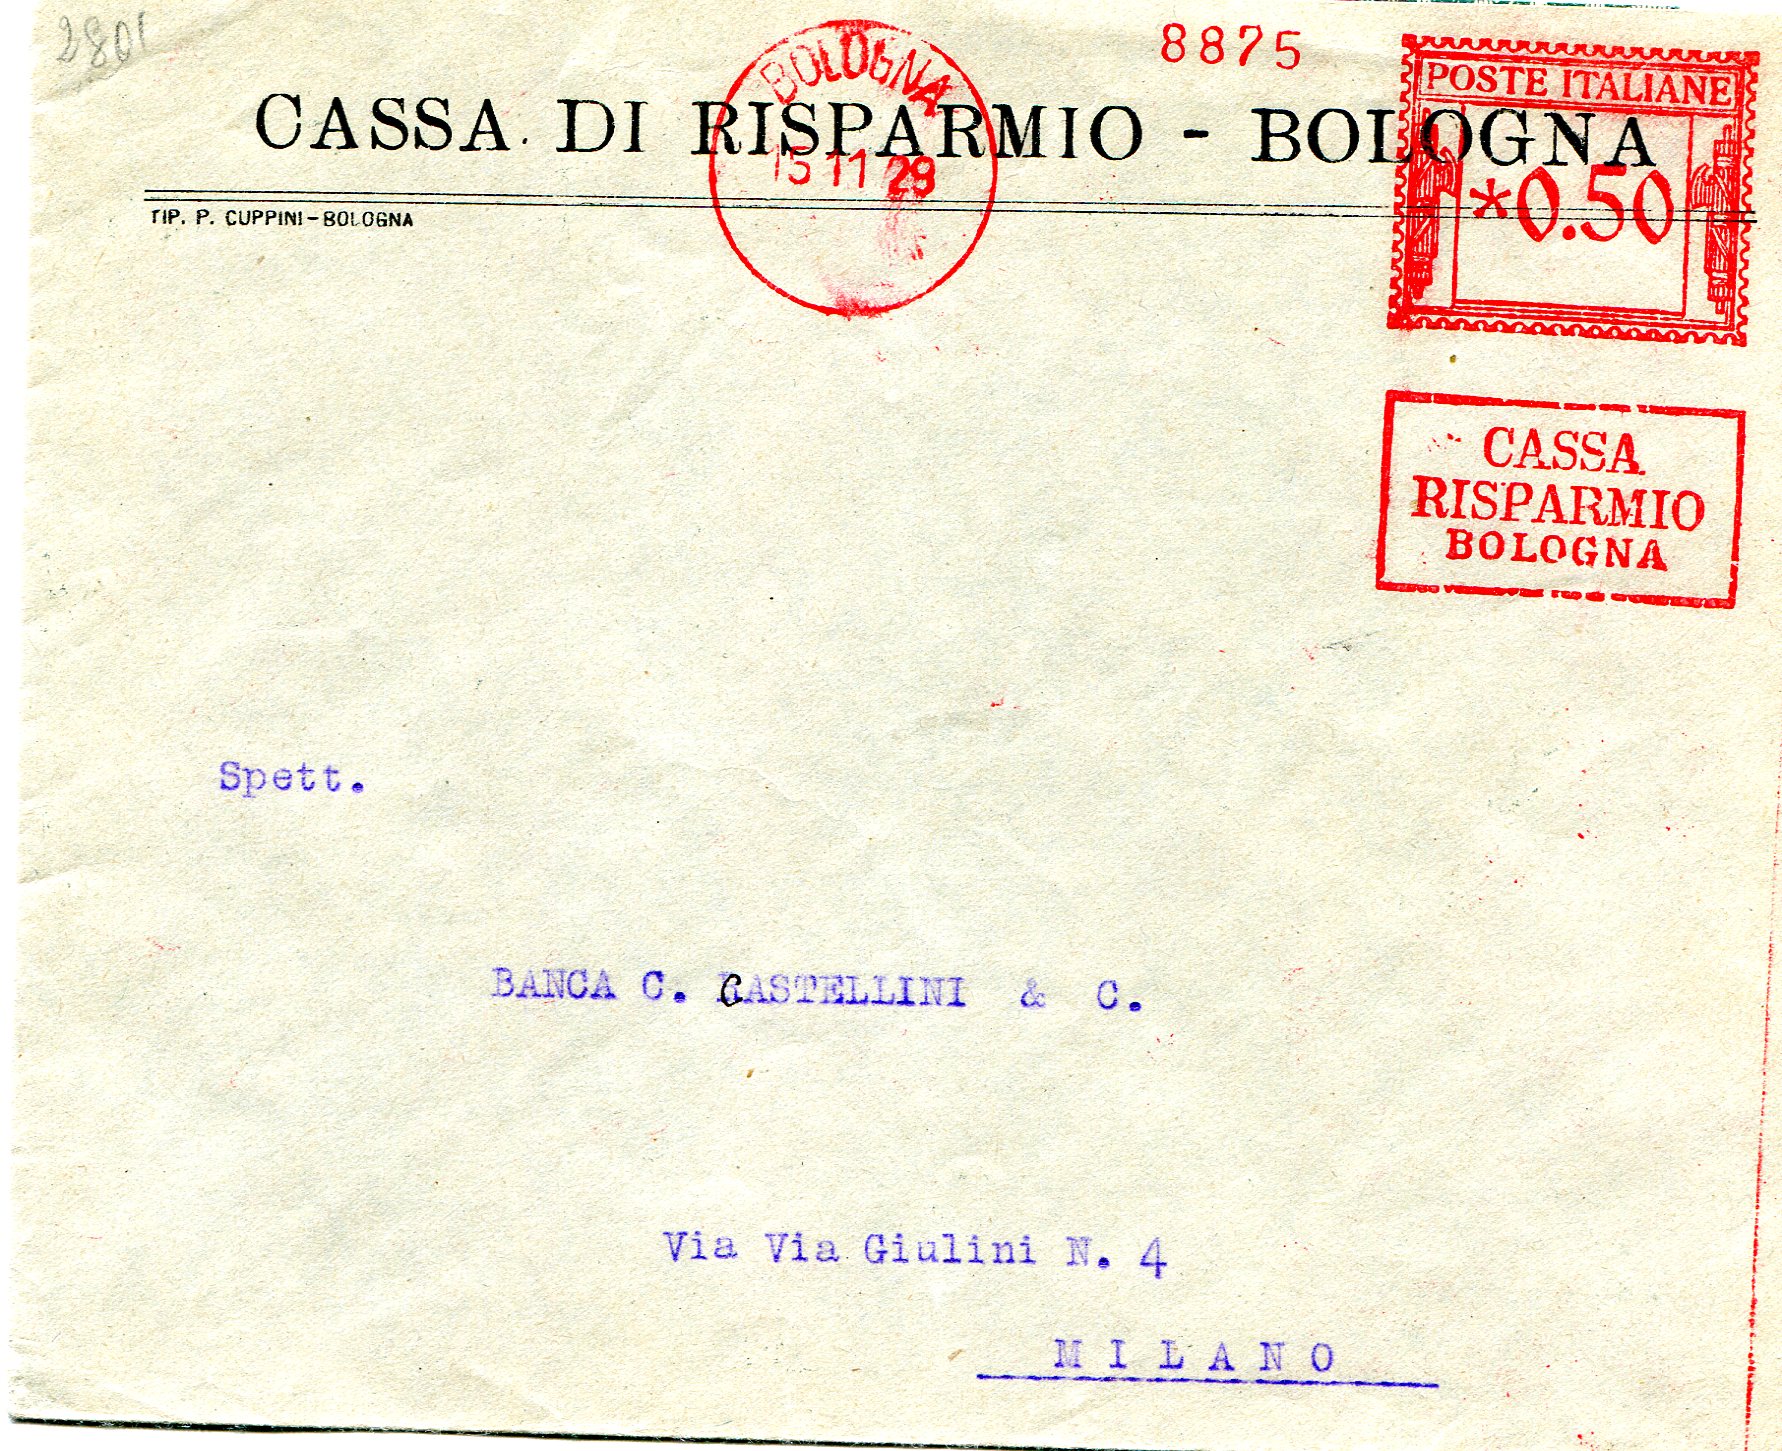 2801
8875
BOLOGNA
15 11 29
POSTE ITALIANE
*0.50
CASSA DI RISPARMIO - BOLOGNA
TIP. P. CUPPINI-BOLOGNA
CASSA
RISPARMIO
BOLOGNA
Spett.
BANCA C. CASTELLINI & C.
Via Via Giulini N. 4
MILANO